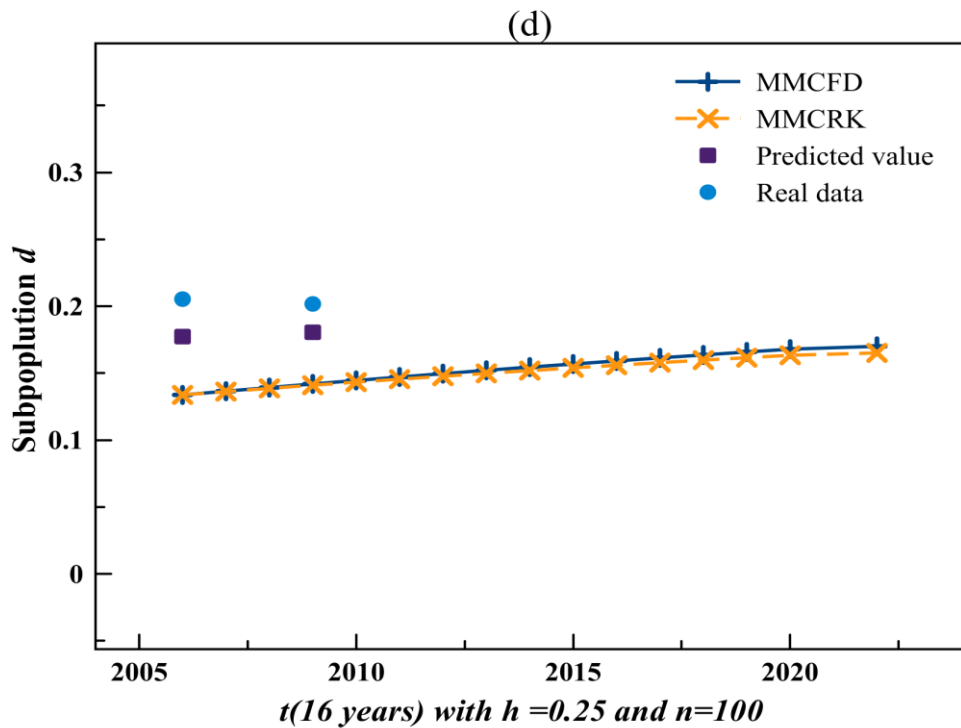 (d)
MMCFD
MMCRK
Predicted value
Real data
0.3
0.2
0.1
0
Subpoplution d
2005 2010 2015 2020
t(16 years) with h =0.25 and n=100